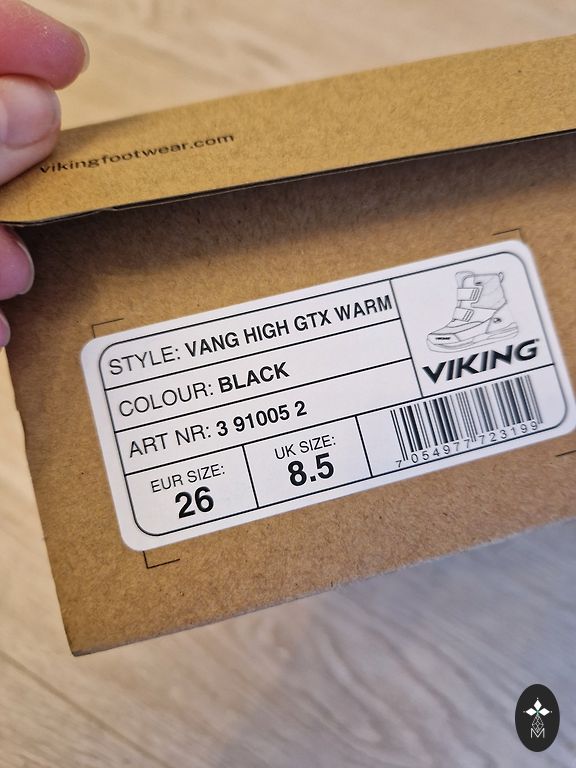 vikingfootwear.com
STYLE: VANG HIGH GTX WARM
COLOUR: BLACK
ART NR: 3 91005 2
EUR SIZE:
26
UK SIZE:
8.5
VIKING®
7 054977 723199
M